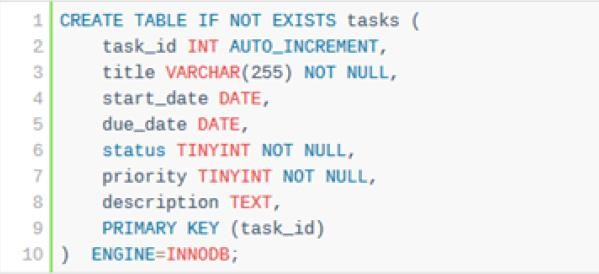 1 CREATE TABLE IF NOT EXISTS tasks (
2     task_id INT AUTO_INCREMENT,
3     title VARCHAR(255) NOT NULL,
4     start_date DATE,
5     due_date DATE,
6     status TINYINT NOT NULL,
7     priority TINYINT NOT NULL,
8     description TEXT,
9     PRIMARY KEY (task_id)
10 )  ENGINE=INNODB;